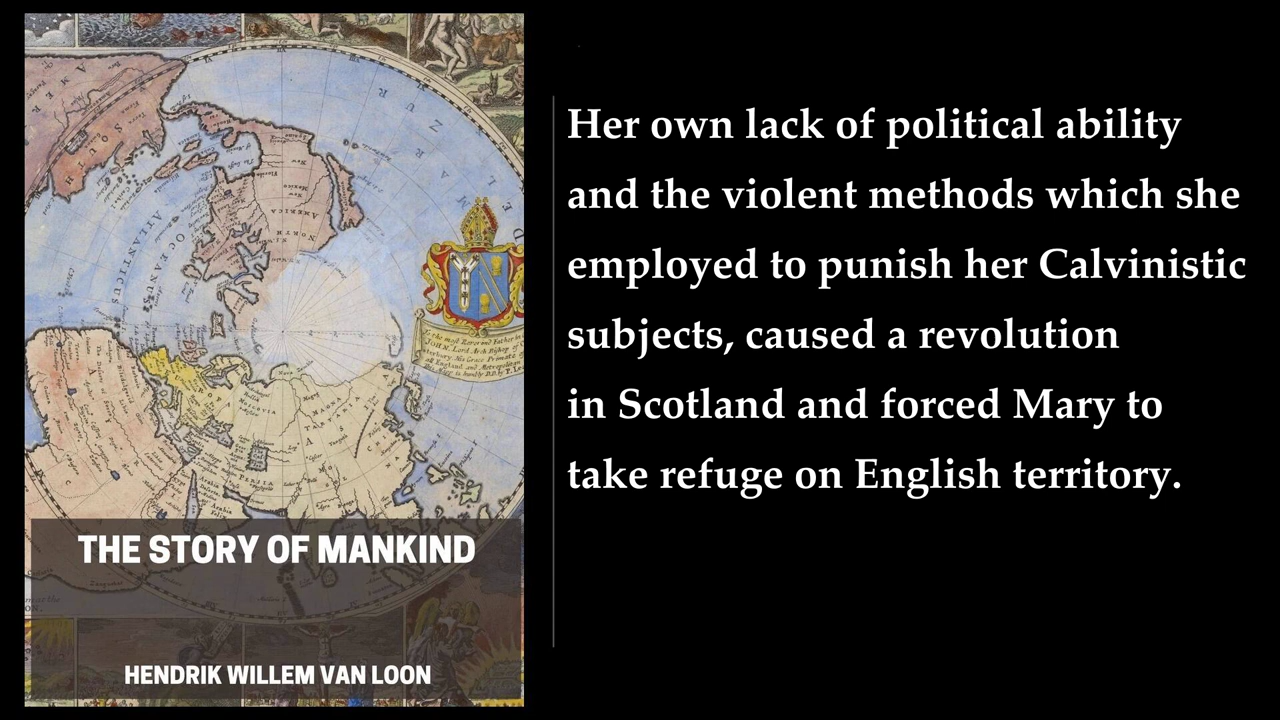 THE STORY OF MANKIND
HENDRIK WILLEM VAN LOON
Her own lack of political ability
and the violent methods which she
employed to punish her Calvinistic
subjects, caused a revolution
in Scotland and forced Mary to
take refuge on English territory.